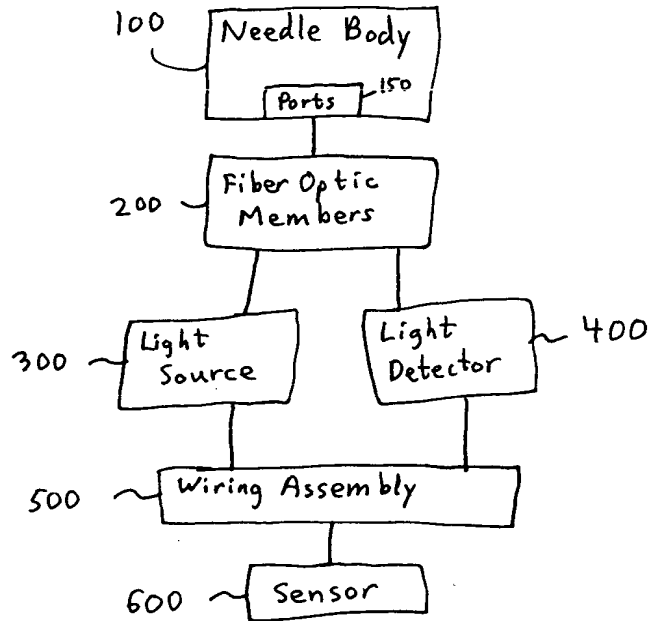 100
Needle Body
Ports
150
200
Fiber Optic
Members
300
Light
Source
Light
Detector
400
500
Wiring Assembly
600
Sensor